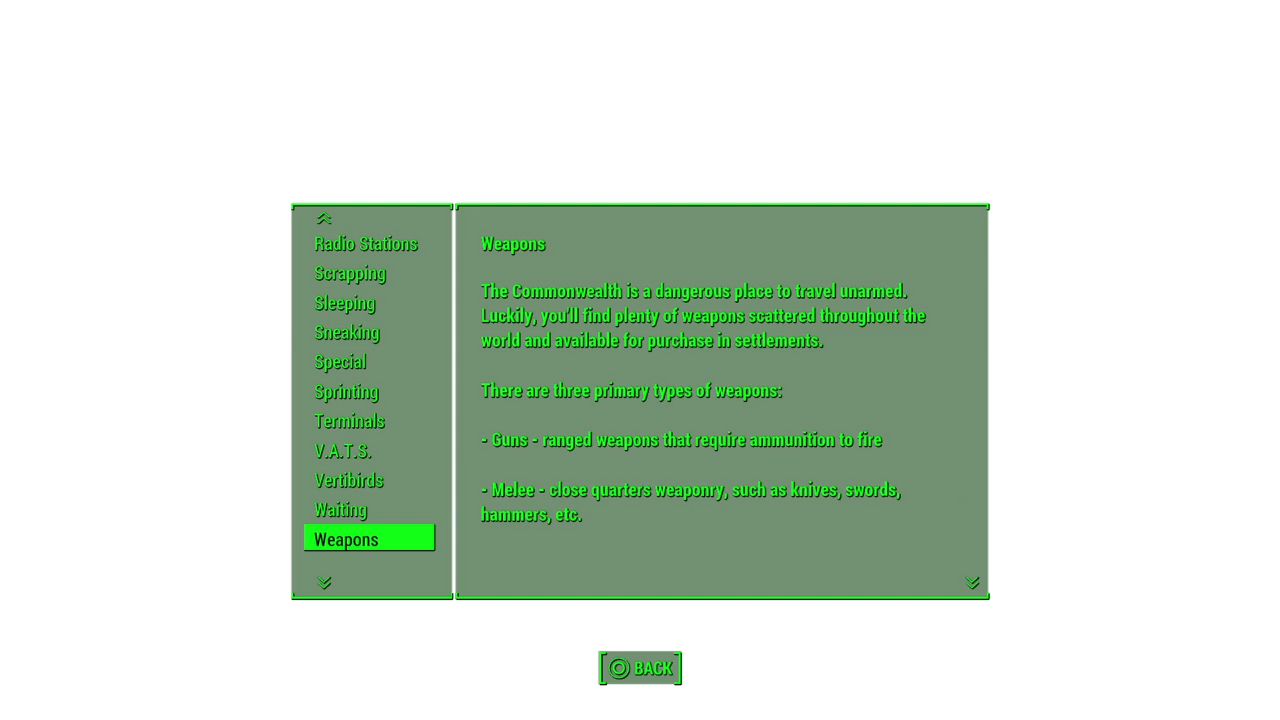 Radio Stations
Scrapping
Sleeping
Sneaking
Special
Sprinting
Terminals
V.A.T.S.
Vertibirds
Waiting
Weapons
Weapons
The Commonwealth is a dangerous place to travel unarmed.
Luckily, you'll find plenty of weapons scattered throughout the
world and available for purchase in settlements.
There are three primary types of weapons:
- Guns - ranged weapons that require ammunition to fire
- Melee - close quarters weaponry, such as knives, swords,
hammers, etc.
BACK